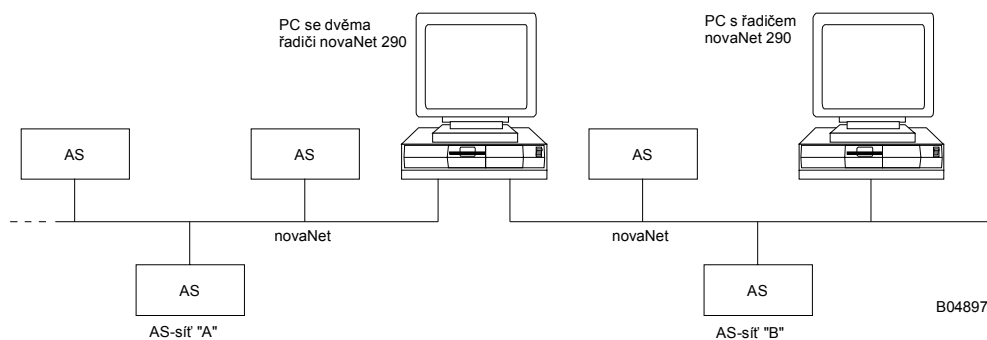 PC se dvěma
řadiči novaNet 290
PC s řadičem
novaNet 290
AS
AS
AS
novaNet
novaNet
AS
AS
B04897
AS-síť "A"
AS-síť "B"